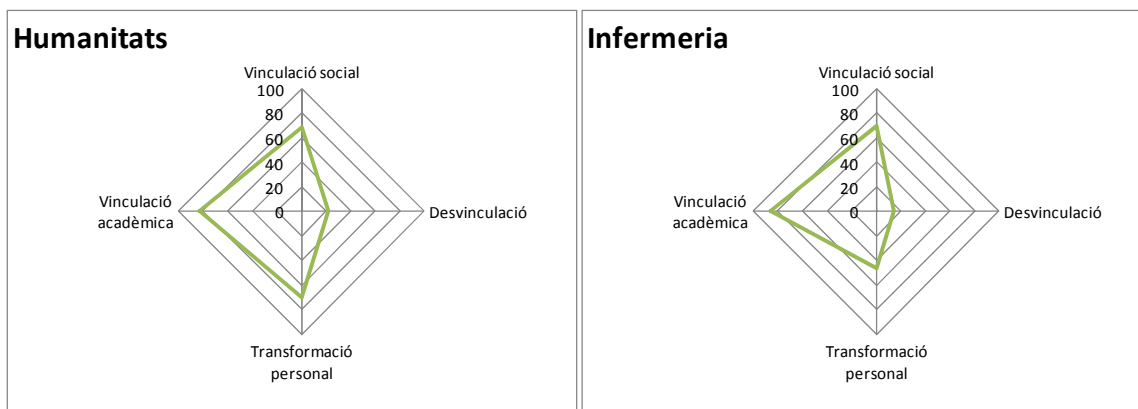 Humanitats
Vinculació social
100
80
60
40
20
0
Vinculació
acadèmica
Desvinculació
Transformació
personal
Infermeria
Vinculació social
100
80
60
40
20
0
Vinculació
acadèmica
Desvinculació
Transformació
personal